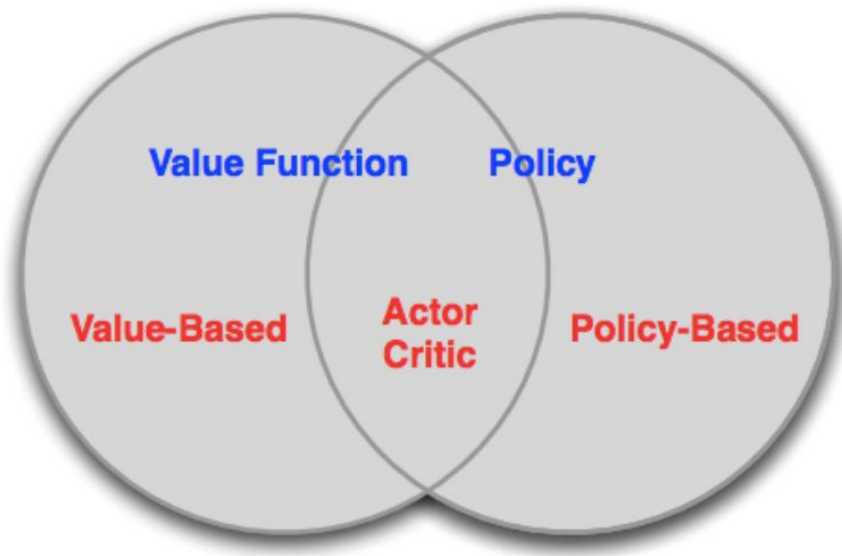 Value Function Policy
Value-Based Actor Critic Policy-Based